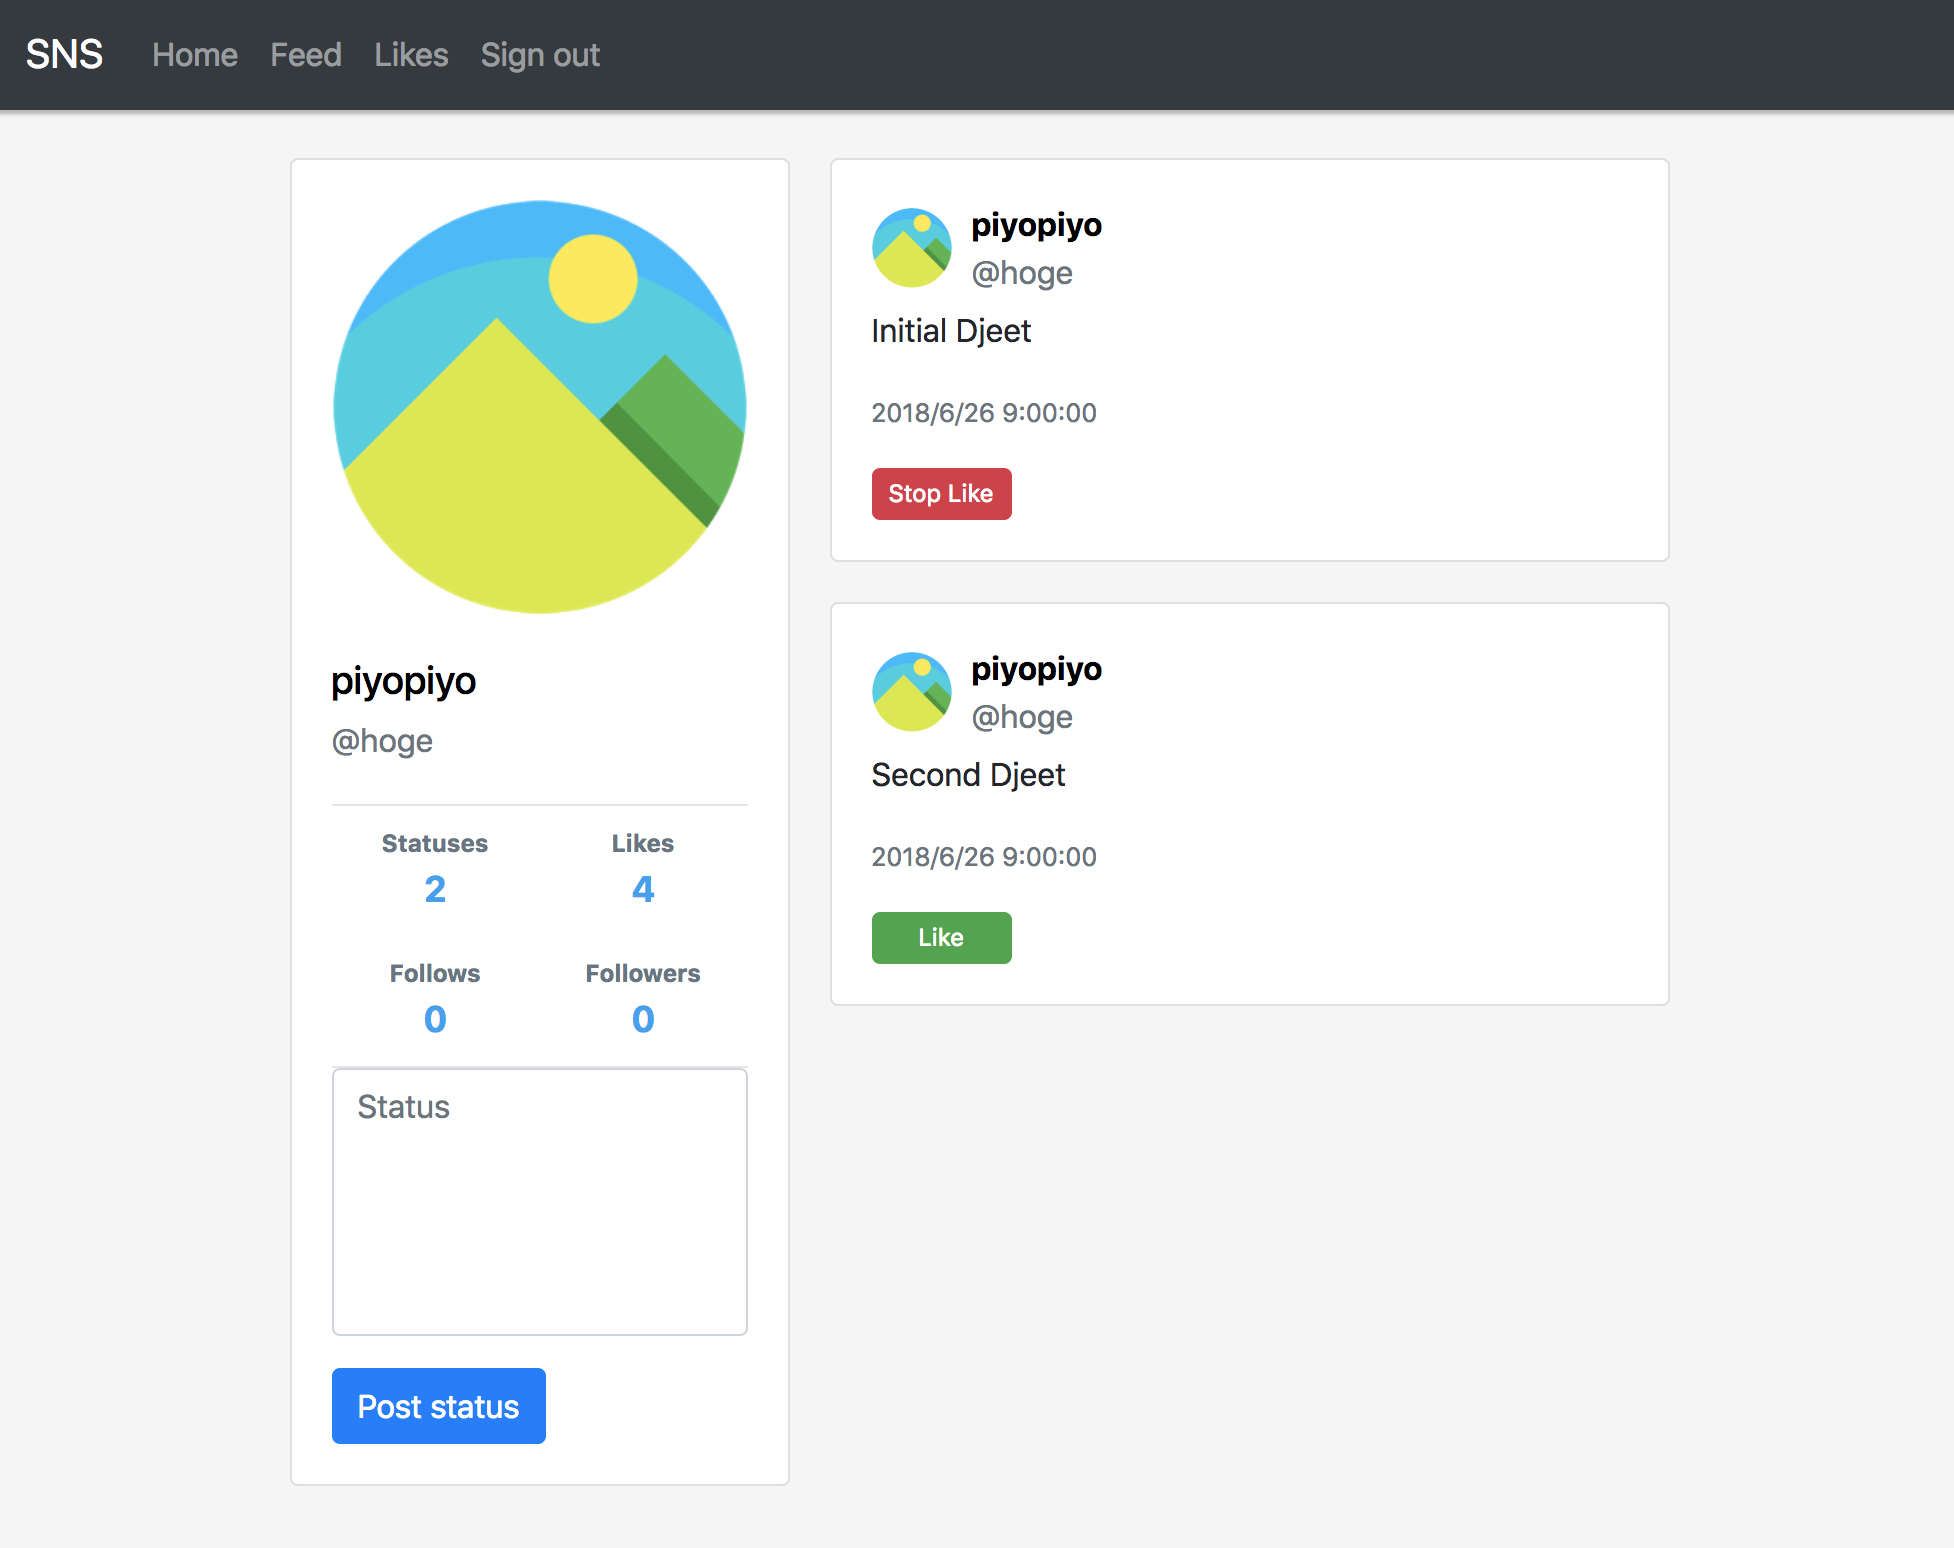 SNS Home Feed Likes Sign out
piyopiyo
@hoge
Statuses Likes
2 4
Follows Followers
0 0
Status
Post status
piyopiyo
@hoge
Initial Djeet
2018/6/26 9:00:00
Stop Like
piyopiyo
@hoge
Second Djeet
2018/6/26 9:00:00
Like